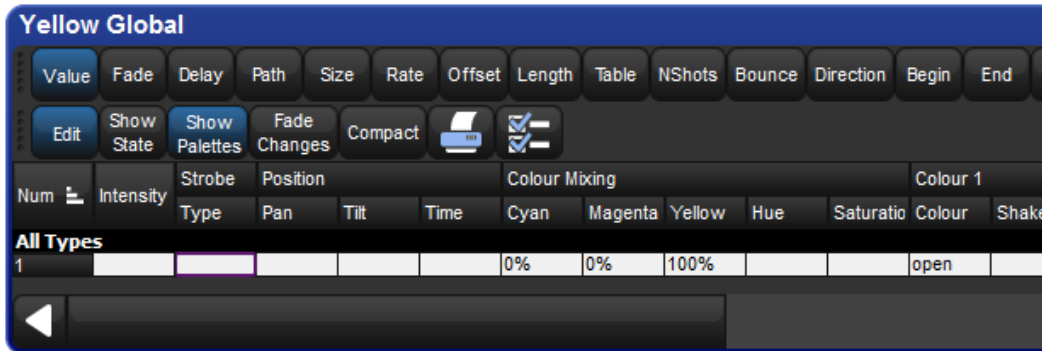 Yellow Global
Value Fade Delay Path Size Rate Offset Length Table NShots Bounce Direction Begin End
Edit Show State Show Palettes Fade Changes Compact
Num Intensity Strobe Position Colour Mixing Colour 1
Type Pan Tilt Time Cyan Magenta Yellow Hue Saturatio Colour Shake
All Types
1 0% 0% 100% open